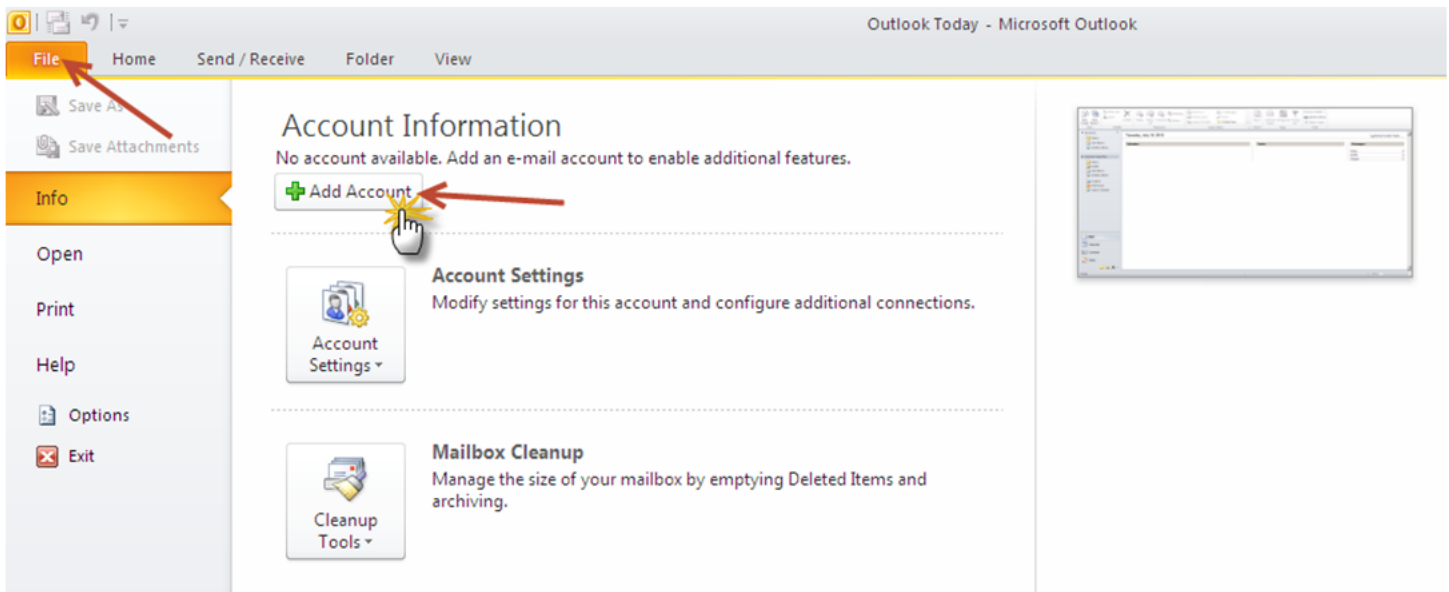 Outlook Today - Microsoft Outlook
File Home Send / Receive Folder View
Save As
Save Attachments
Info
Open
Print
Help
Options
Exit
Account Information
No account available. Add an e-mail account to enable additional features.
Add Account
Account Settings
Modify settings for this account and configure additional connections.
Account
Settings
Mailbox Cleanup
Manage the size of your mailbox by emptying Deleted Items and
archiving.
Cleanup
Tools